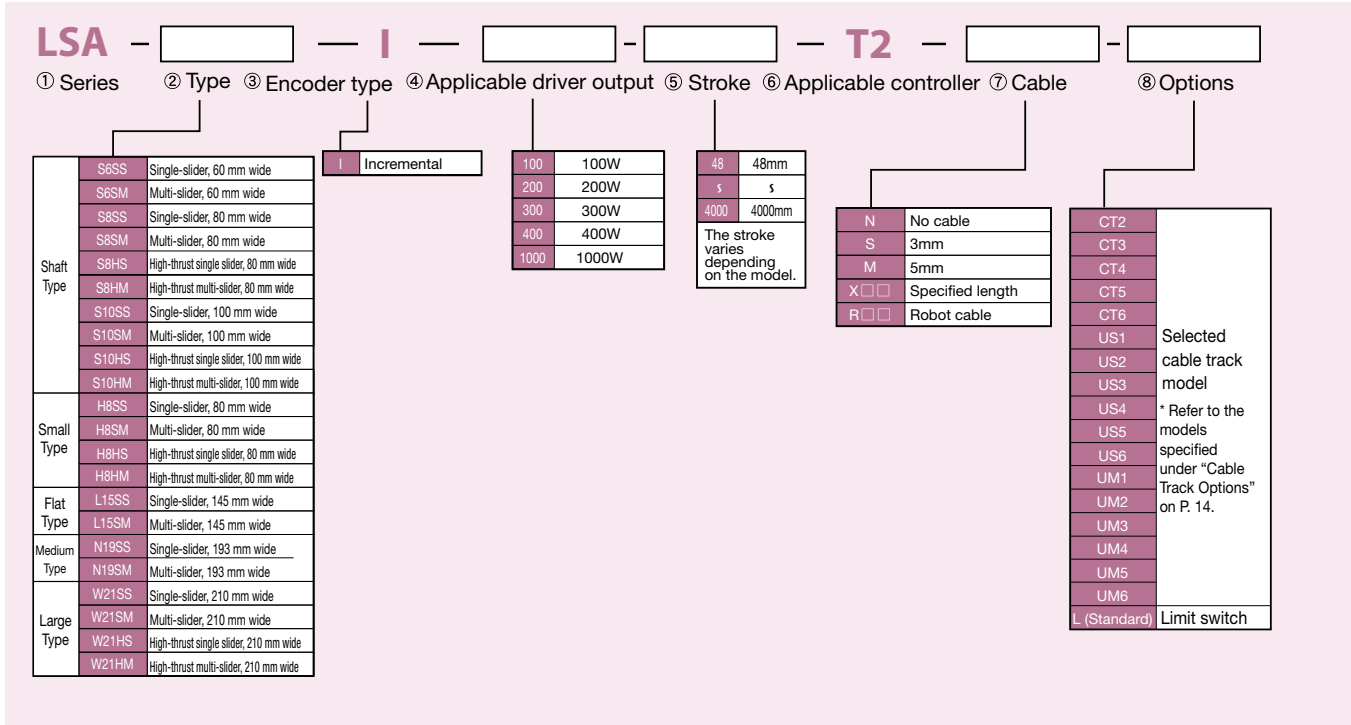 LSA - — I — - — T2 — -
① Series ② Type ③ Encoder type ④ Applicable driver output ⑤ Stroke ⑥ Applicable controller ⑦ Cable ⑧ Options
Shaft
Type
S6SS Single-slider, 60 mm wide
S6SM Multi-slider, 60 mm wide
S8SS Single-slider, 80 mm wide
S8SM Multi-slider, 80 mm wide
S8HS High-thrust single slider, 80 mm wide
S8HM High-thrust multi-slider, 80 mm wide
S10SS Single-slider, 100 mm wide
S10SM Multi-slider, 100 mm wide
S10HS High-thrust single slider, 100 mm wide
S10HM High-thrust multi-slider, 100 mm wide
Small
Type
H8SS Single-slider, 80 mm wide
H8SM Multi-slider, 80 mm wide
H8HS High-thrust single slider, 80 mm wide
H8HM High-thrust multi-slider, 80 mm wide
Flat
Type
L15SS Single-slider, 145 mm wide
L15SM Multi-slider, 145 mm wide
Medium
Type
N19SS Single-slider, 193 mm wide
N19SM Multi-slider, 193 mm wide
Large
Type
W21SS Single-slider, 210 mm wide
W21SM Multi-slider, 210 mm wide
W21HS High-thrust single slider, 210 mm wide
W21HM High-thrust multi-slider, 210 mm wide
I Incremental
100 100W
200 200W
300 300W
400 400W
1000 1000W
48 48mm
∽ ∽
4000 4000mm
The stroke
varies
depending
on the model.
N No cable
S 3mm
M 5mm
X□□ Specified length
R□□ Robot cable
CT2
CT3
CT4
CT5
CT6
US1
US2
US3
US4
US5
US6
UM1
UM2
UM3
UM4
UM5
UM6
Selected
cable track
model
* Refer to the
models
specified
under “Cable
Track Options”
on P. 14.
L (Standard) Limit switch